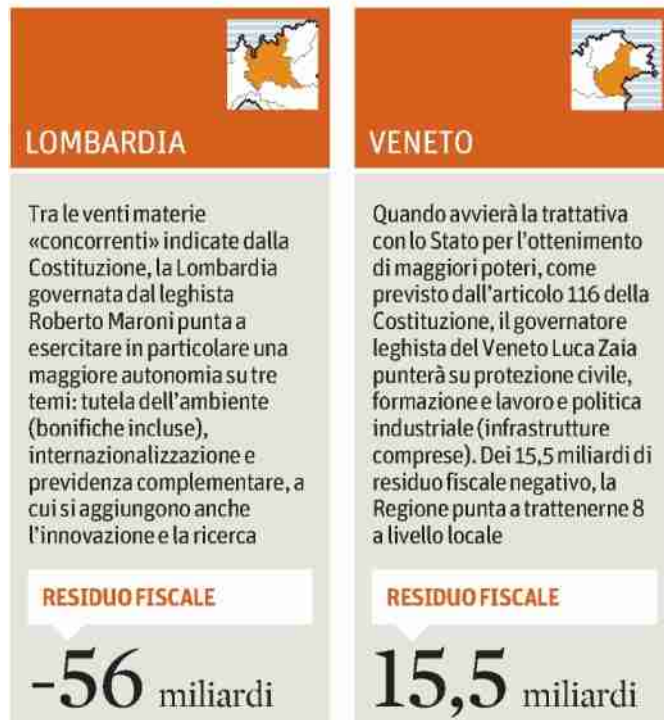 LOMBARDIA
Tra le venti materie
«concorrenti» indicate dalla
Costituzione, la Lombardia
governata dal leghista
Roberto Maroni punta a
esercitare in particolare una
maggiore autonomia su tre
temi: tutela dell'ambiente
(bonifiche incluse),
internazionalizzazione e
previdenza complementare, a
cui si aggiungono anche
l'innovazione e la ricerca
RESIDUO FISCALE
-56 miliardi
VENETO
Quando avvierà la trattativa
con lo Stato per l'ottenimento
di maggiori poteri, come
previsto dall'articolo 116 della
Costituzione, il governatore
leghista del Veneto Luca Zaia
punterà su protezione civile,
formazione e lavoro e politica
industriale (infrastrutture
comprese). Dei 15,5 miliardi di
residuo fiscale negativo, la
Regione punta a trattenerne 8
a livello locale
RESIDUO FISCALE
15,5 miliardi